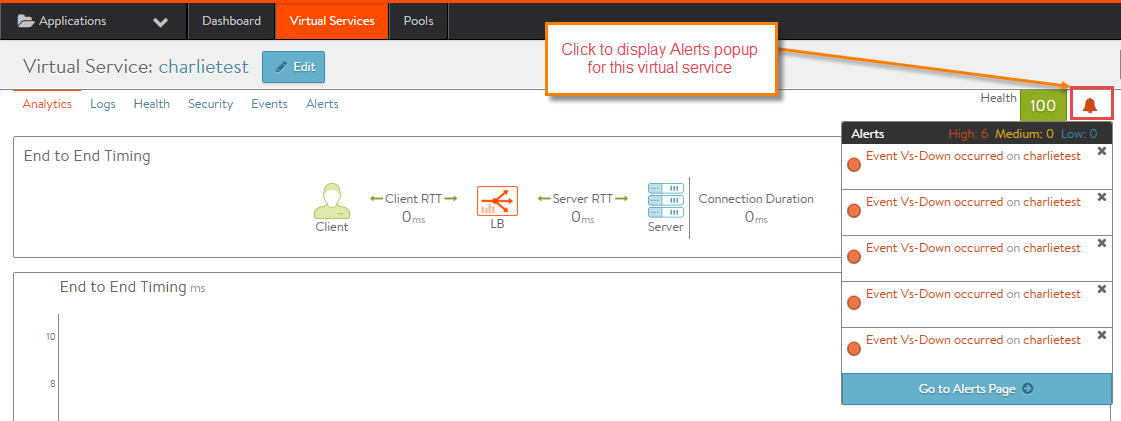 Applications
Dashboard
Virtual Services
Pools
Click to display Alerts popup
for this virtual service
Virtual Service: charlietest
Edit
Analytics
Logs
Health
Security
Events
Alerts
Health
100
Alerts High: 6 Medium: 0 Low: 0
Event Vs-Down occurred on charlietest
Event Vs-Down occurred on charlietest
Event Vs-Down occurred on charlietest
Event Vs-Down occurred on charlietest
Event Vs-Down occurred on charlietest
Go to Alerts Page
End to End Timing
Client
Client RTT
0ms
LB
Server RTT
0ms
Server
Connection Duration
0ms
End to End Timing ms
10
8